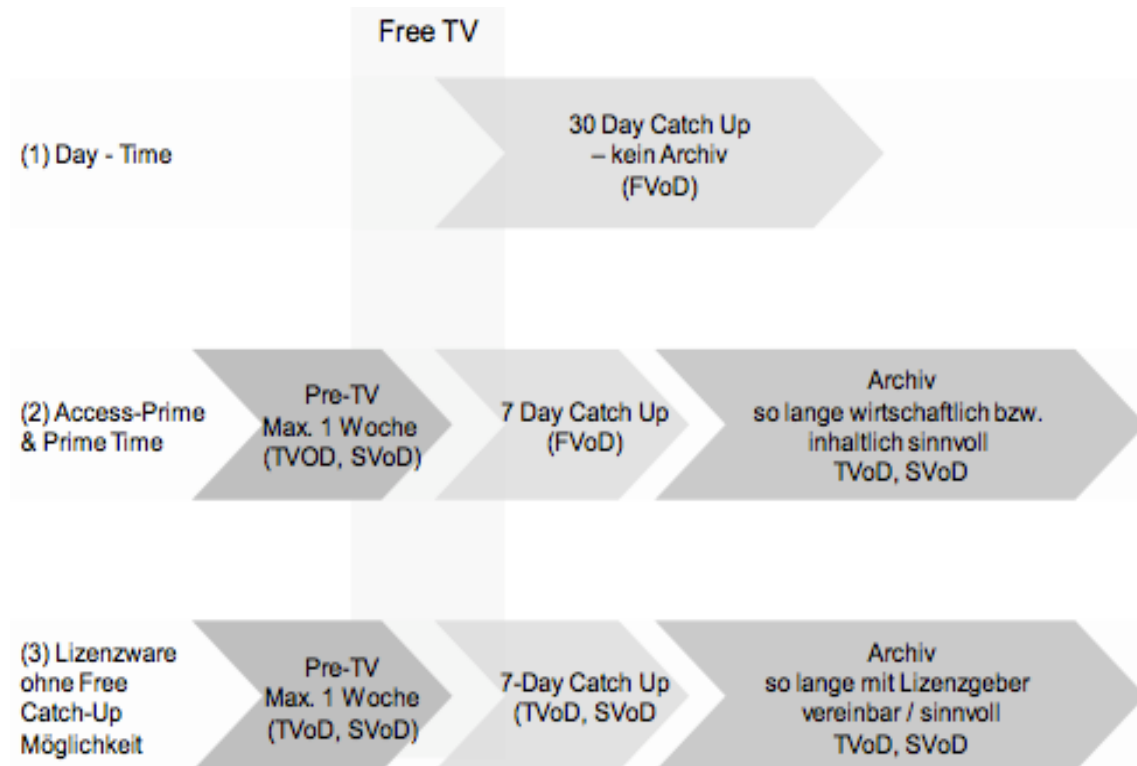 Free TV
(1) Day - Time
30 Day Catch Up
– kein Archiv
(FVoD)
(2) Access-Prime
& Prime Time
Pre-TV
Max. 1 Woche
(TVOD, SVoD)
7 Day Catch Up
(FVoD)
Archiv
so lange wirtschaftlich bzw.
inhaltlich sinnvoll
TVoD, SVoD
(3) Lizenzware
ohne Free
Catch-Up
Möglichkeit
Pre-TV
Max. 1 Woche
(TVoD, SVoD)
7-Day Catch Up
(TVoD, SVoD
Archiv
so lange mit Lizenzgeber
vereinbar / sinnvoll
TVoD, SVoD